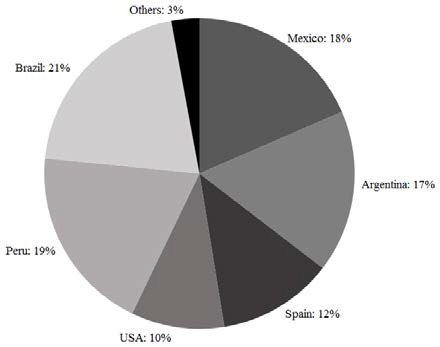 Others: 3%
Mexico: 18%
Brazil: 21%
Argentina: 17%
Peru: 19%
Spain: 12%
USA: 10%